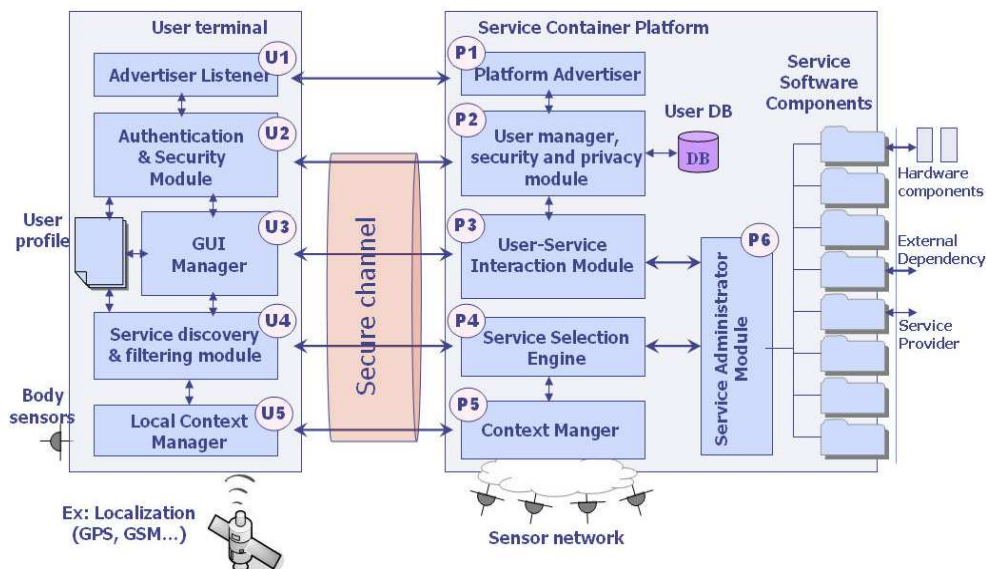 User terminal
Service Container Platform
U1
Advertiser Listener
P1
Platform Advertiser
Service
Software
Components
U2
Authentication
& Security
Module
P2
User manager,
security and privacy
module
User DB
DB
Hardware
components
User
profile
U3
GUI
Manager
Secure channel
P3
User-Service
Interaction Module
P6
Service Administrator
Module
External
Dependency
U4
Service discovery
& filtering module
P4
Service Selection
Engine
Service
Provider
Body
sensors
U5
Local Context
Manager
P5
Context Manger
Ex: Localization
(GPS, GSM...)
Sensor network